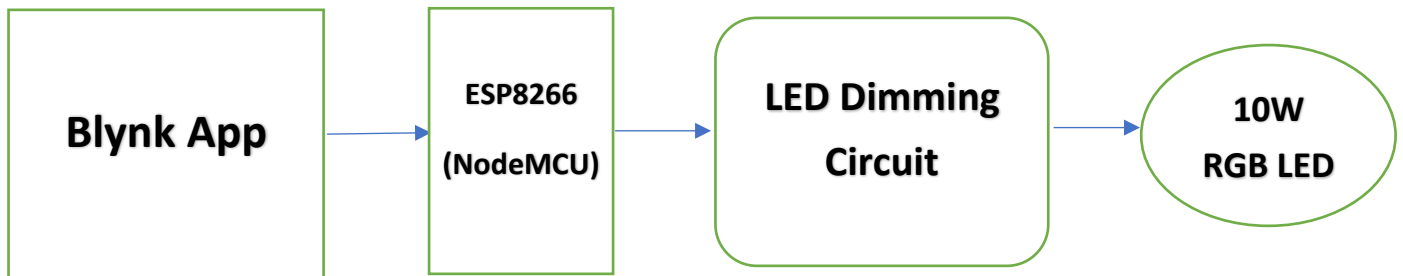 Blynk App
ESP8266
(NodeMCU)
LED Dimming
Circuit
10W
RGB LED